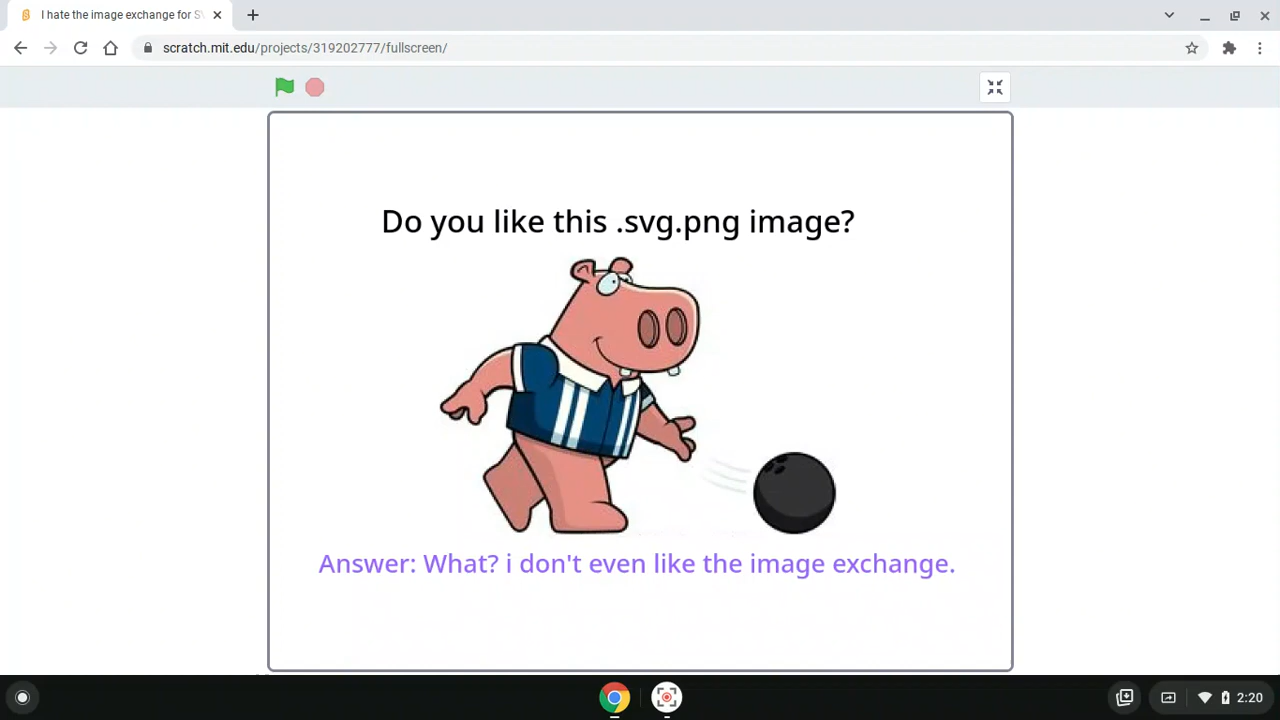 I hate the image exchange for S
scratch.mit.edu/projects/319202777/fullscreen/
Do you like this .svg.png image?
Answer: What? i don't even like the image exchange.
2:20